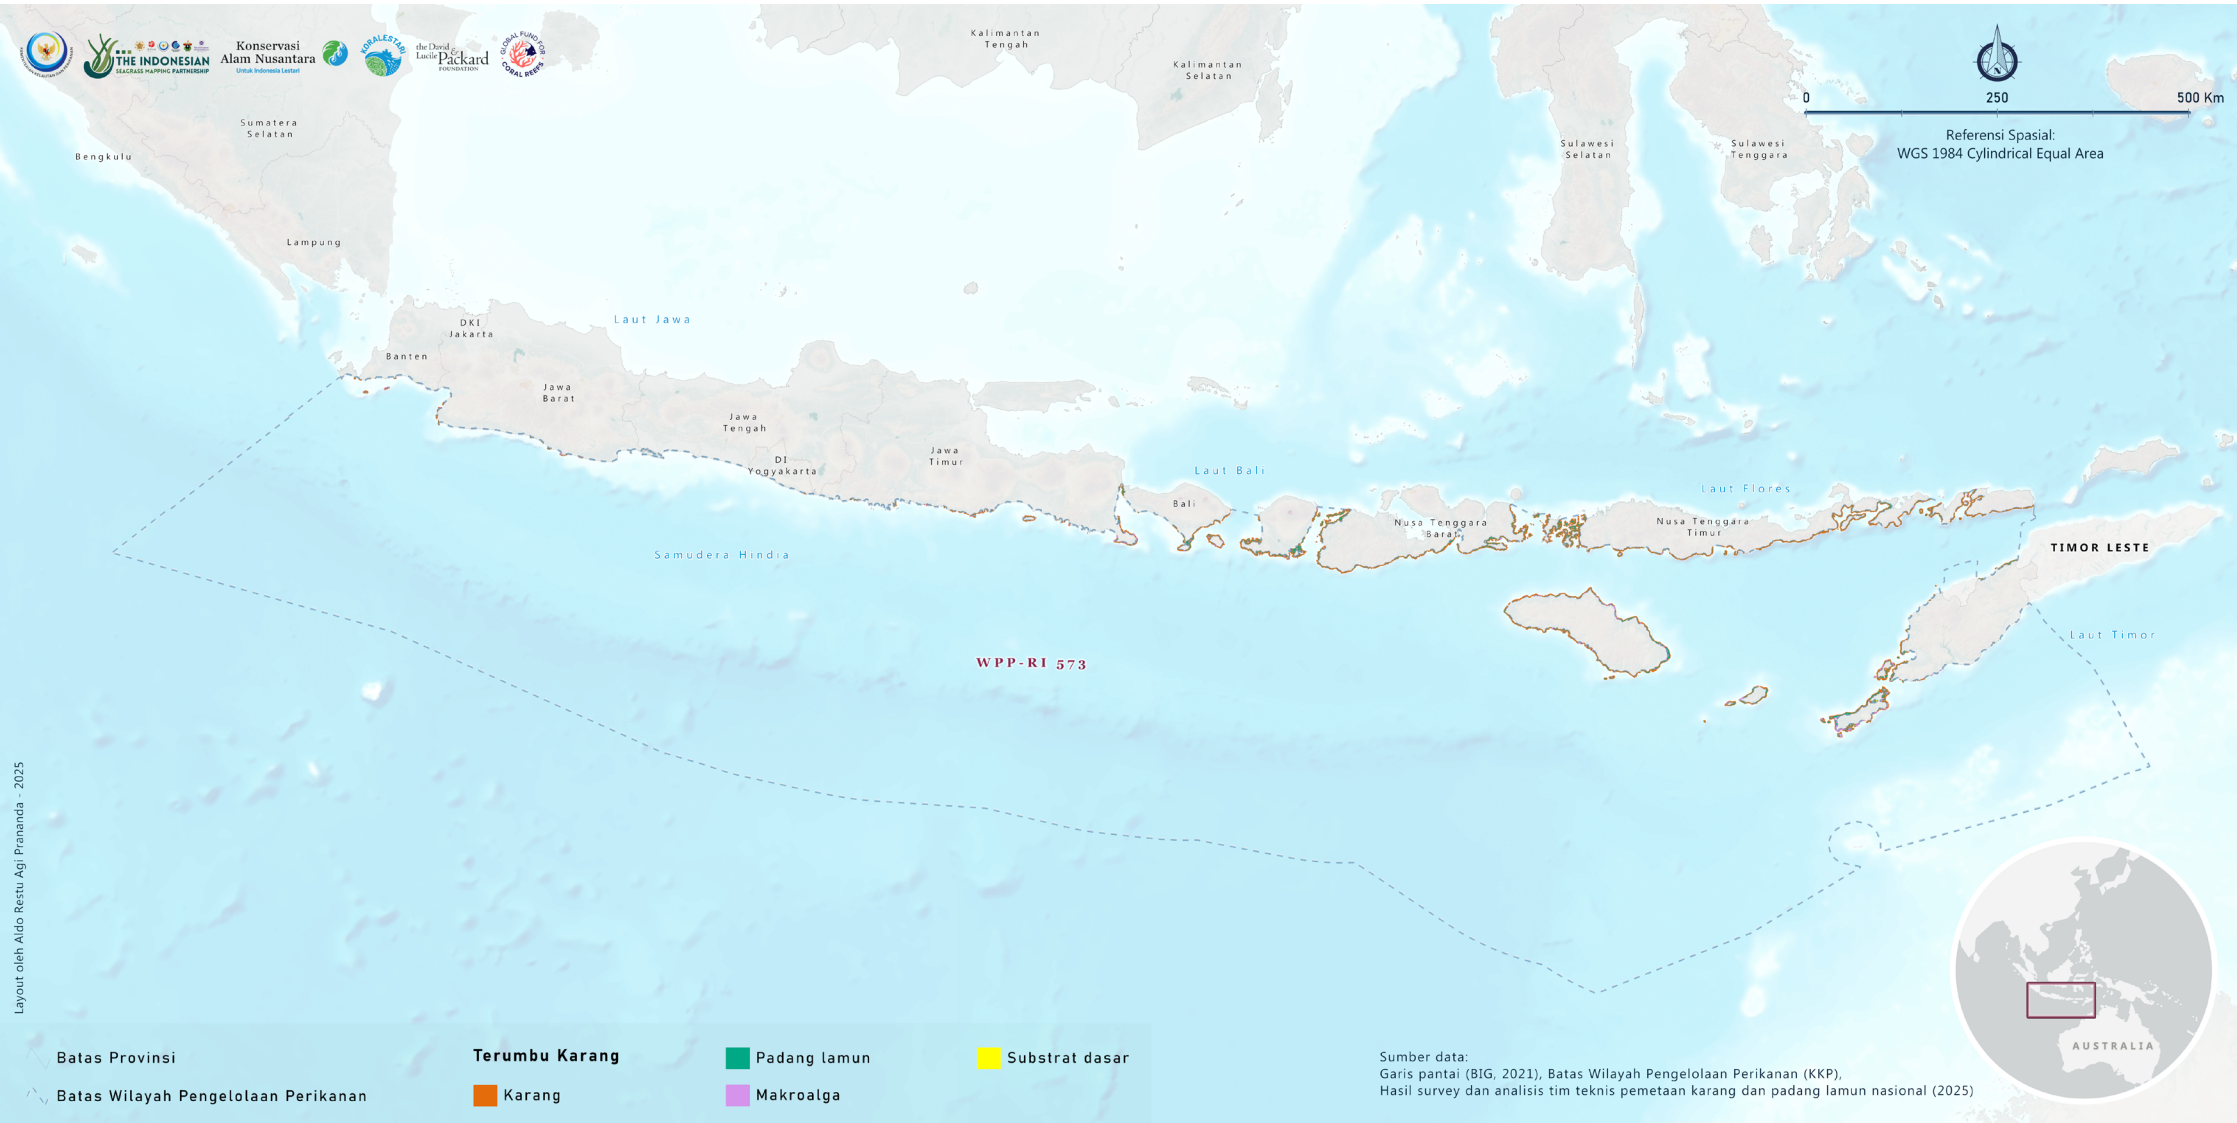 THE INDONESIAN
SEAGRASS MAPPING PARTNERSHIP
Konservasi
Alam Nusantara
Untuk Indonesia Lestari
KORALESTARI
the David
Lucile & Packard
FOUNDATION
GLOBAL FUND FOR
CORAL REEFS
N
0 250 500 Km
Referensi Spasial:
WGS 1984 Cylindrical Equal Area
Kalimantan
Tengah
Kalimantan
Selatan
Sumatera
Selatan
Bengkulu
Lampung
Sulawesi
Selatan
Sulawesi
Tenggara
DKI
Jakarta
Banten
Laut Jawa
Jawa
Barat
Jawa
Tengah
DI
Yogyakarta
Jawa
Timur
Laut Bali
Bali
Nusa Tenggara
Barat
Laut Flores
Nusa Tenggara
Timur
TIMOR LESTE
Samudera Hindia
Laut Timor
WPP-RI 573
Layout oleh Aldo Restu Agi Prananda - 2025
Batas Provinsi
Batas Wilayah Pengelolaan Perikanan
Terumbu Karang
Karang
Padang lamun
Makroalga
Substrat dasar
Sumber data:
Garis pantai (BIG, 2021), Batas Wilayah Pengelolaan Perikanan (KKP),
Hasil survey dan analisis tim teknis pemetaan karang dan padang lamun nasional (2025)
AUSTRALIA